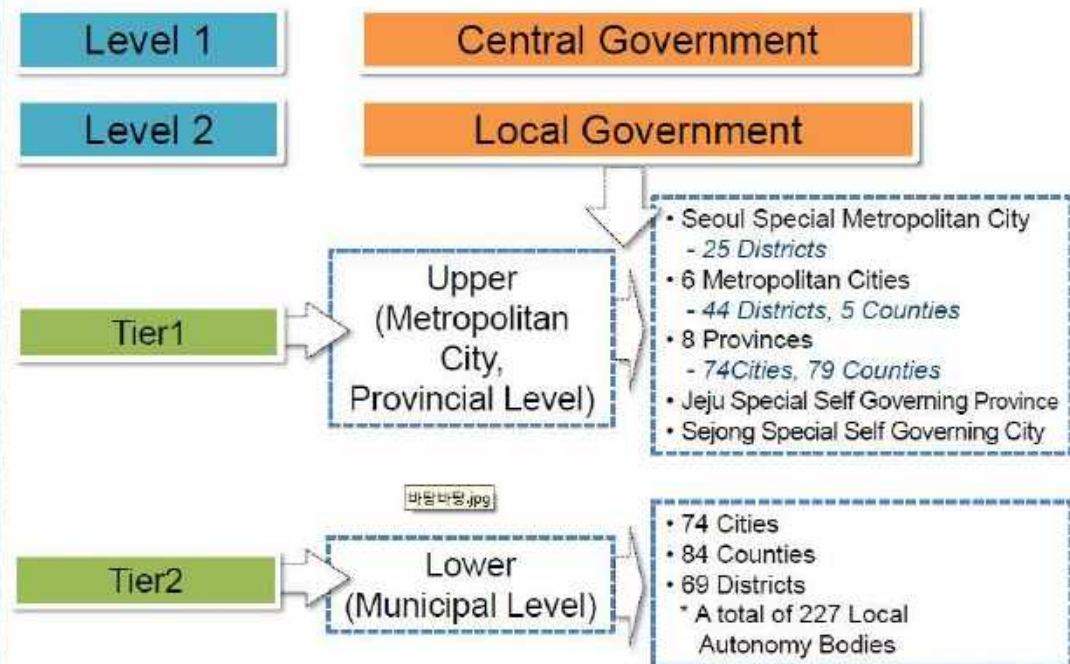 Level 1
Central Government
Level 2
Local Government
Tier1
Upper
(Metropolitan
City,
Provincial Level)
• Seoul Special Metropolitan City
- 25 Districts
• 6 Metropolitan Cities
- 44 Districts, 5 Counties
• 8 Provinces
- 74Cities, 79 Counties
• Jeju Special Self Governing Province
• Sejong Special Self Governing City
바탕바탕.jpg
Tier2
Lower
(Municipal Level)
• 74 Cities
• 84 Counties
• 69 Districts
* A total of 227 Local
Autonomy Bodies